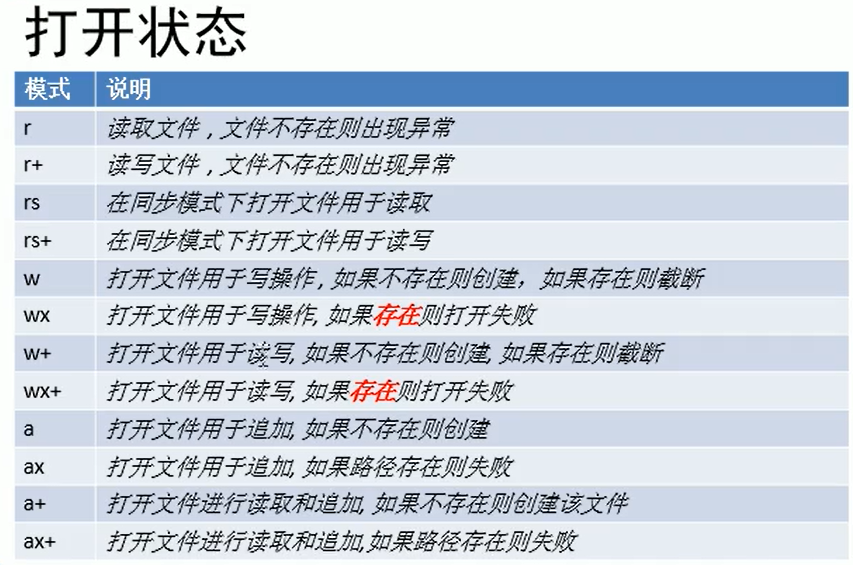 打开状态
模式 说明
r 读取文件，文件不存在则出现异常
r+ 读写文件，文件不存在则出现异常
rs 在同步模式下打开文件用于读取
rs+ 在同步模式下打开文件用于读写
w 打开文件用于写操作，如果不存在则创建，如果存在则截断
wx 打开文件用于写操作, 如果存在则打开失败
w+ 打开文件用于读写, 如果不存在则创建, 如果存在则截断
wx+ 打开文件用于读写, 如果存在则打开失败
a 打开文件用于追加, 如果不存在则创建
ax 打开文件用于追加, 如果路径存在则失败
a+ 打开文件进行读取和追加, 如果不存在则创建该文件
ax+ 打开文件进行读取和追加,如果路径存在则失败